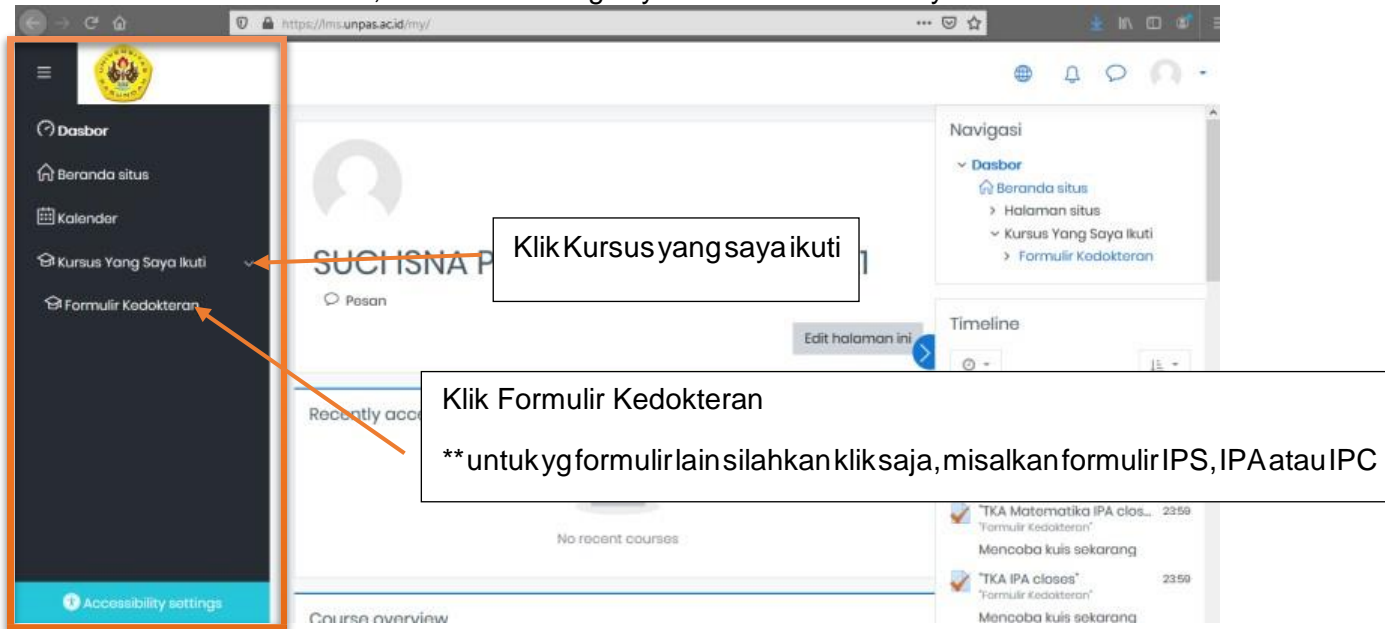 https://lms.unpas.ac.id/my/
Dasbor
Beranda situs
Kalender
Kursus Yang Saya Ikuti
Formulir Kedokteran
Accessibility settings
SUCI ISNA P
1
Pesan
Edit halaman ini
Recently acce
No recent courses
Course overview
Klik Kursus yang saya ikuti
Klik Formulir Kedokteran
**untuk yg formulir lain silahkan klik saja, misalkan formulir IPS, IPA atau IPC
Navigasi
Dasbor
Beranda situs
Halaman situs
Kursus Yang Saya Ikuti
Formulir Kedokteran
Timeline
"TKA Matematika IPA clos... 23:59
"Formulir Kedokteran"
Mencoba kuis sekarang
"TKA IPA closes" 23:59
"Formulir Kedokteran"
Mencoba kuis sekarang